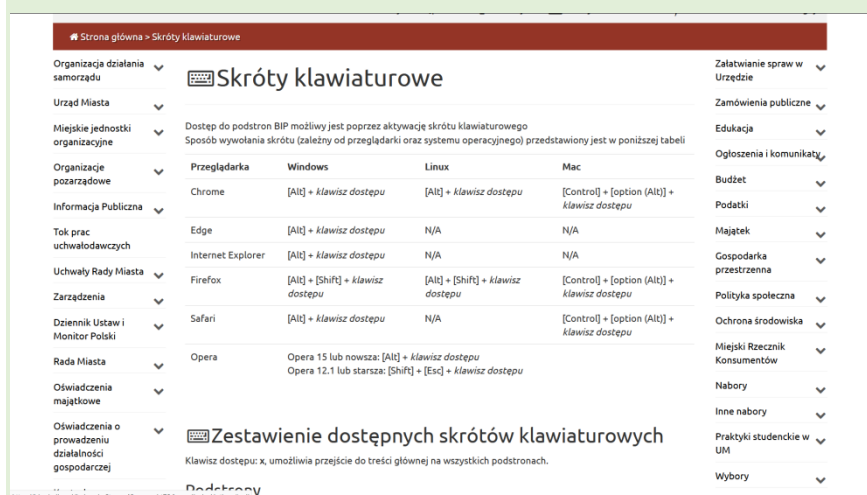 Strona główna > Skróty klawiaturowe
Organizacja działania
samorządu
Urząd Miasta
Miejskie jednostki
organizacyjne
Organizacje
pozarządowe
Informacja Publiczna
Tok prac
uchwałodawczych
Uchwały Rady Miasta
Zarządzenia
Dziennik Ustaw i
Monitor Polski
Rada Miasta
Oświadczenia
majątkowe
Oświadczenia o
prowadzeniu
działalności
gospodarczej
Skróty klawiaturowe
Dostęp do podstron BIP możliwy jest poprzez aktywację skrótu klawiaturowego
Sposób wywołania skrótu (zależny od przeglądarki oraz systemu operacyjnego) przedstawiony jest w poniższej tabeli
Przeglądarka Windows Linux Mac
Chrome [Alt] + klawisz dostępu [Alt] + klawisz dostępu [Control] + [option (Alt)] +
klawisz dostępu
Edge [Alt] + klawisz dostępu N/A N/A
Internet Explorer [Alt] + klawisz dostępu N/A N/A
Firefox [Alt] + [Shift] + klawisz [Alt] + [Shift] + klawisz [Control] + [option (Alt)] +
dostępu dostępu klawisz dostępu
Safari [Alt] + klawisz dostępu N/A [Control] + [option (Alt)] +
klawisz dostępu
Opera Opera 15 lub nowsza: [Alt] + klawisz dostępu
Opera 12.1 lub starsza: [Shift] + [Esc] + klawisz dostępu
Zestawienie dostępnych skrótów klawiaturowych
Klawisz dostępu: x, umożliwia przejście do treści głównej na wszystkich podstronach.
Podstrony
Załatwianie spraw w
Urzędzie
Zamówienia publiczne
Edukacja
Ogłoszenia i komunikaty
Budżet
Podatki
Majątek
Gospodarka
przestrzenna
Polityka społeczna
Ochrona środowiska
Miejski Rzecznik
Konsumentów
Nabory
Inne nabory
Praktyki studenckie w
UM
Wybory